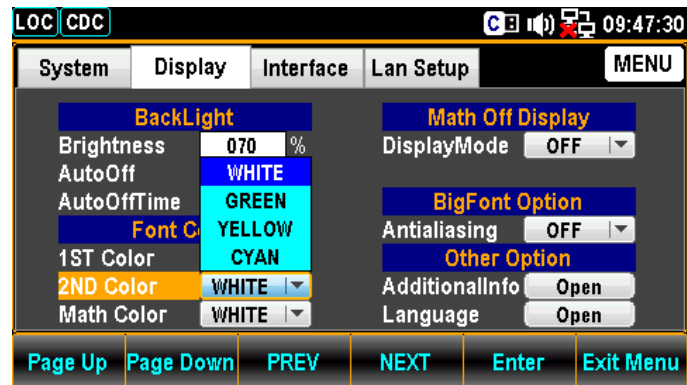 LOC CDC C 09:47:30
System Display Interface Lan Setup MENU
BackLight
Brightness 070 %
AutoOff
AutoOffTime
WHITE
GREEN
YELLOW
CYAN
Font C
1ST Color
2ND Color WHITE
Math Color WHITE
Math Off Display
DisplayMode OFF
BigFont Option
Antialiasing OFF
Other Option
AdditionalInfo Open
Language Open
Page Up Page Down PREV NEXT Enter Exit Menu